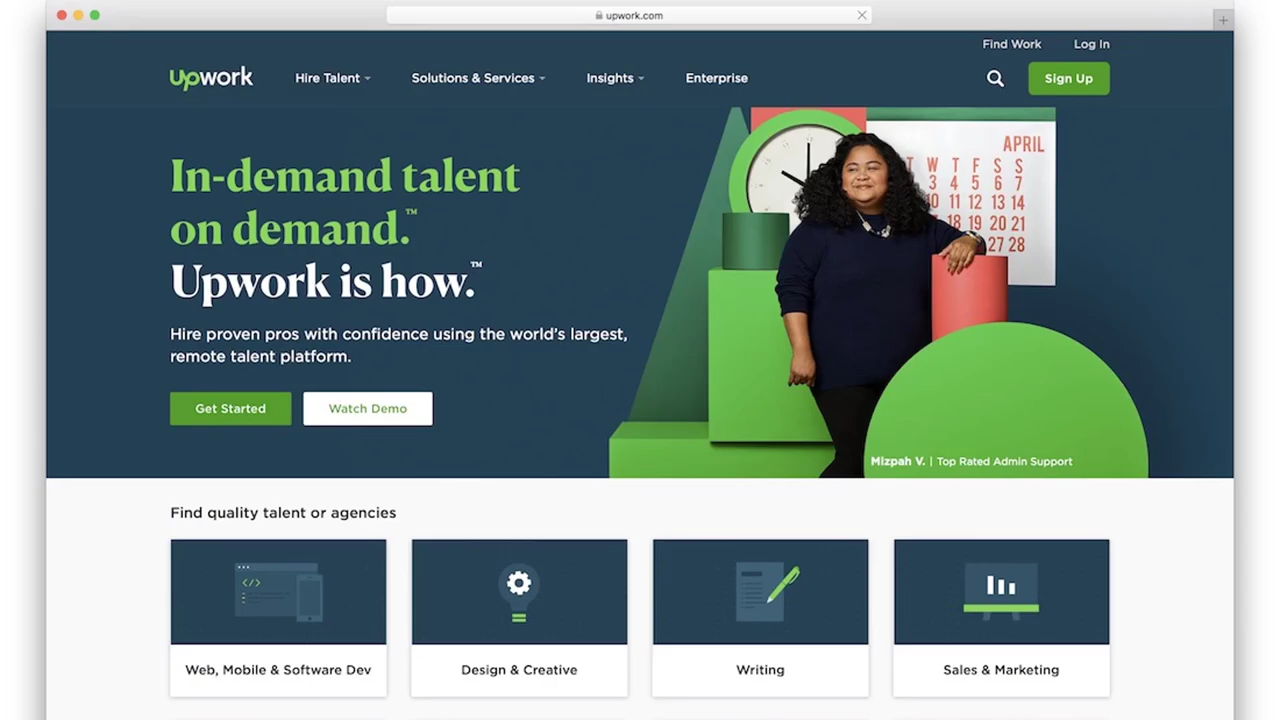 upwork.com
Find Work Log In
upwork Hire Talent Solutions & Services Insights Enterprise Sign Up
In-demand talent
on demand.™
Upwork is how.™
Hire proven pros with confidence using the world's largest,
remote talent platform.
Get Started Watch Demo
APRIL
T W T F S S
3 4 5 6 7
10 11 12 13 14
18 19 20 21
27 28
Mizpah V. | Top Rated Admin Support
Find quality talent or agencies
</>
Web, Mobile & Software Dev Design & Creative Writing Sales & Marketing